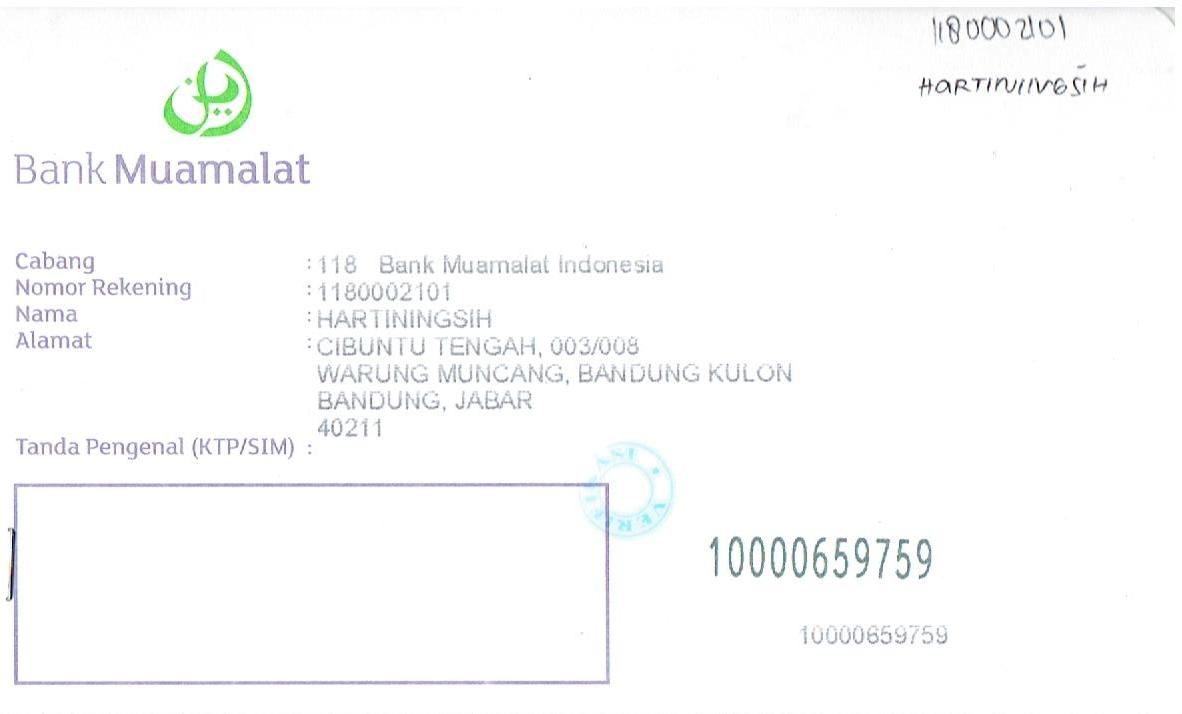 1180002101
HARTININGSIH
Bank Muamalat
Cabang : 118 Bank Muamalat Indonesia
Nomor Rekening : 1180002101
Nama : HARTININGSIH
Alamat : CIBUNTU TENGAH, 003/008
WARUNG MUNCANG, BANDUNG KULON
BANDUNG, JABAR
40211
Tanda Pengenal (KTP/SIM) :
VERIFIKASI
10000659759
10000659759